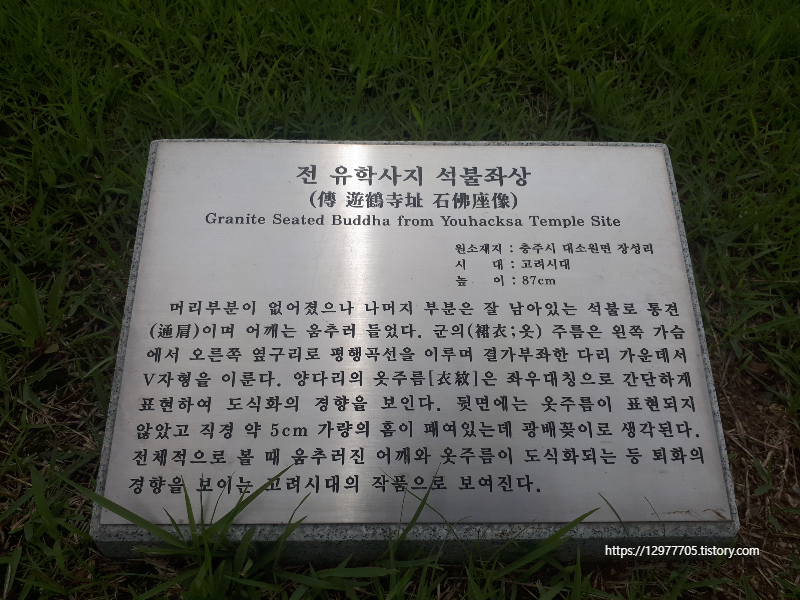 전 유학사지 석불좌상
(傳 遊鶴寺址 石佛座像)
Granite Seated Buddha from Youhacksa Temple Site
원소재지 : 충주시 대소원면 장성리
시 대 : 고려시대
높 이 : 87cm
머리부분이 없어졌으나 나머지 부분은 잘 남아있는 석불로 통견
(通肩)이며 어깨는 움추러 들었다. 군의(裙衣;옷) 주름은 왼쪽 가슴
에서 오른쪽 옆구리로 평행곡선을 이루며 결가부좌한 다리 가운데서
V자형을 이룬다. 양다리의 옷주름[衣紋]은 좌우대칭으로 간단하게
표현하여 도식화의 경향을 보인다. 뒷면에는 옷주름이 표현되지
않았고 직경 약 5cm 가량의 홈이 패여있는데 광배꽂이로 생각된다.
전체적으로 볼 때 움추러진 어깨와 옷주름이 도식화되는 등 퇴화의
경향을 보이는 고려시대의 작품으로 보여진다.
https://12977705.tistory.com